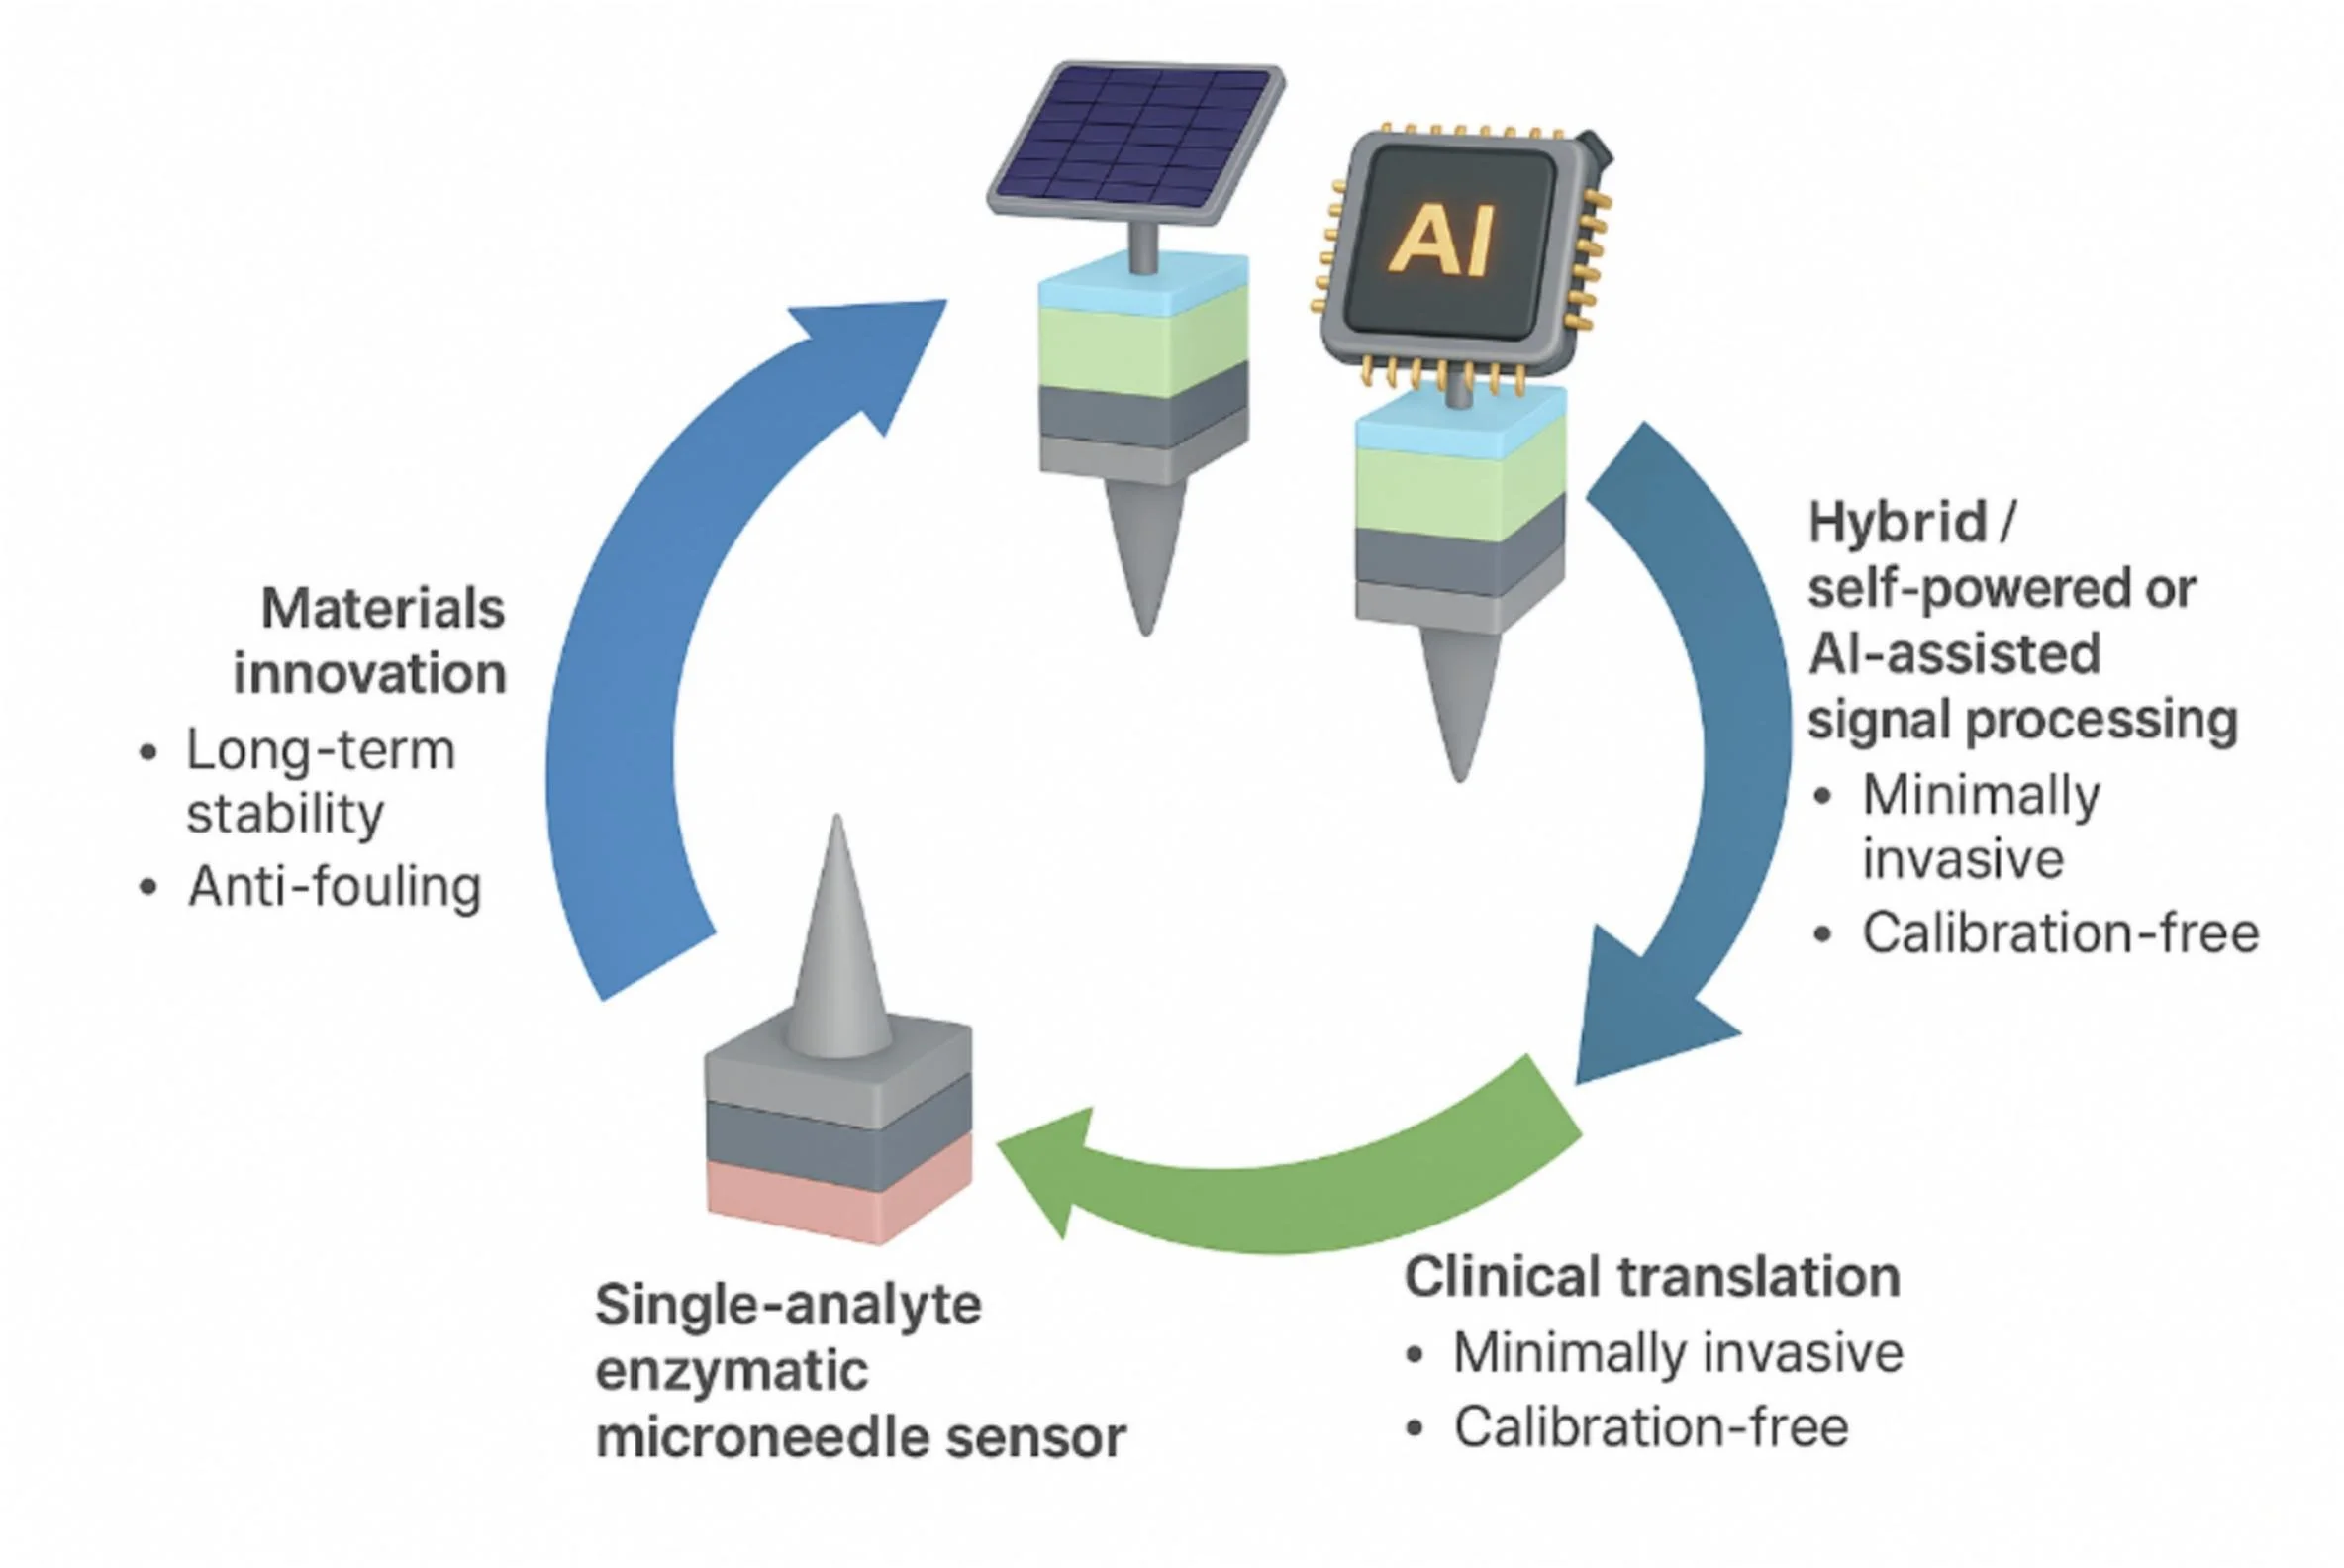 AI
Materials
innovation
• Long-term
stability
• Anti-fouling
Hybrid /
self-powered or
AI-assisted
signal processing
• Minimally
invasive
• Calibration-free
Single-analyte
enzymatic
microneedle sensor
Clinical translation
• Minimally invasive
• Calibration-free